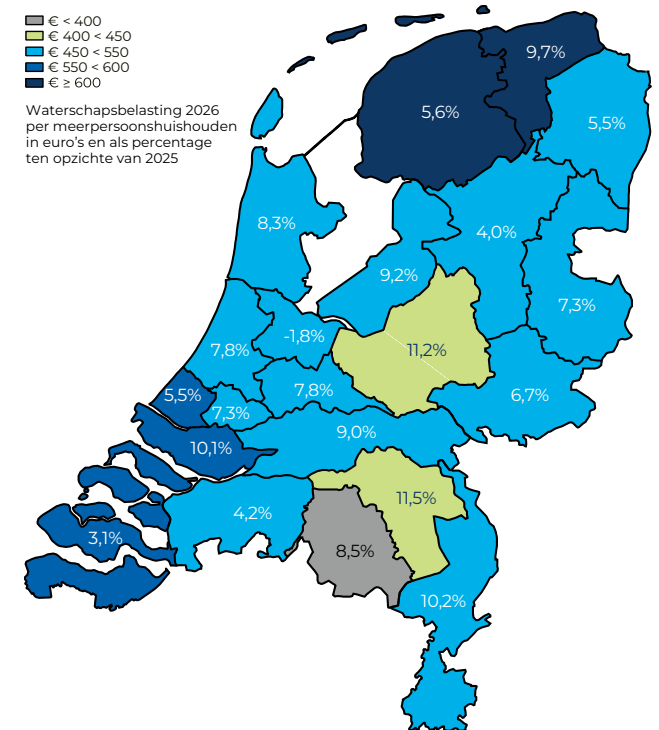 € < 400
€ 400 < 450
€ 450 < 550
€ 550 < 600
€ ≥ 600
Waterschapsbelasting 2026
per meerpersoonshuishouden
in euro's en als percentage
ten opzichte van 2025
9,7%
5,6%
5,5%
8,3%
4,0%
9,2%
7,3%
-1,8%
7,8%
11,2%
7,8%
5,5%
6,7%
7,3%
9,0%
10,1%
11,5%
4,2%
3,1%
8,5%
10,2%